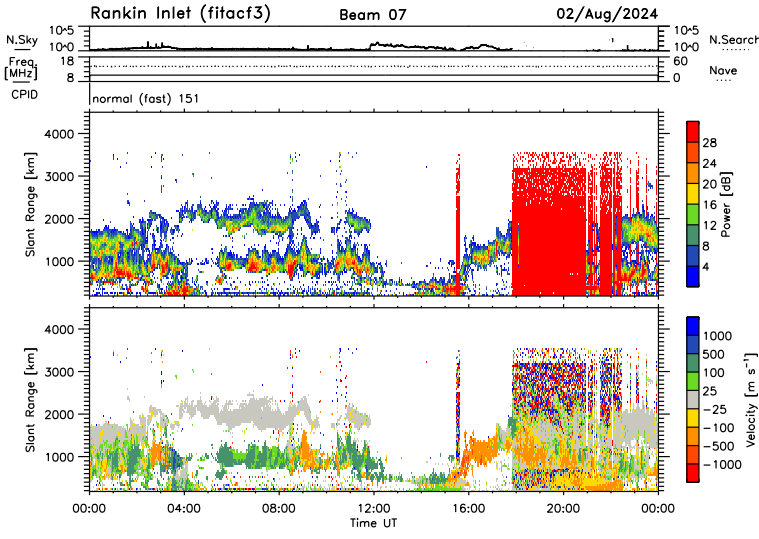 Rankin Inlet (fitacf3) Beam 07 02/Aug/2024
N.Sky 10^5 10^0 10^5 10^0 N.Search
Freq. [MHz] 18 8 60 0 Nave
CPID normal (fast) 151
Slant Range [km] 4000 3000 2000 1000
Power [dB] 28 24 20 16 12 8 4
Slant Range [km] 4000 3000 2000 1000
Velocity [m s^-1] 1000 500 100 25 -25 -100 -500 -1000
00:00 04:00 08:00 12:00 16:00 20:00 00:00
Time UT